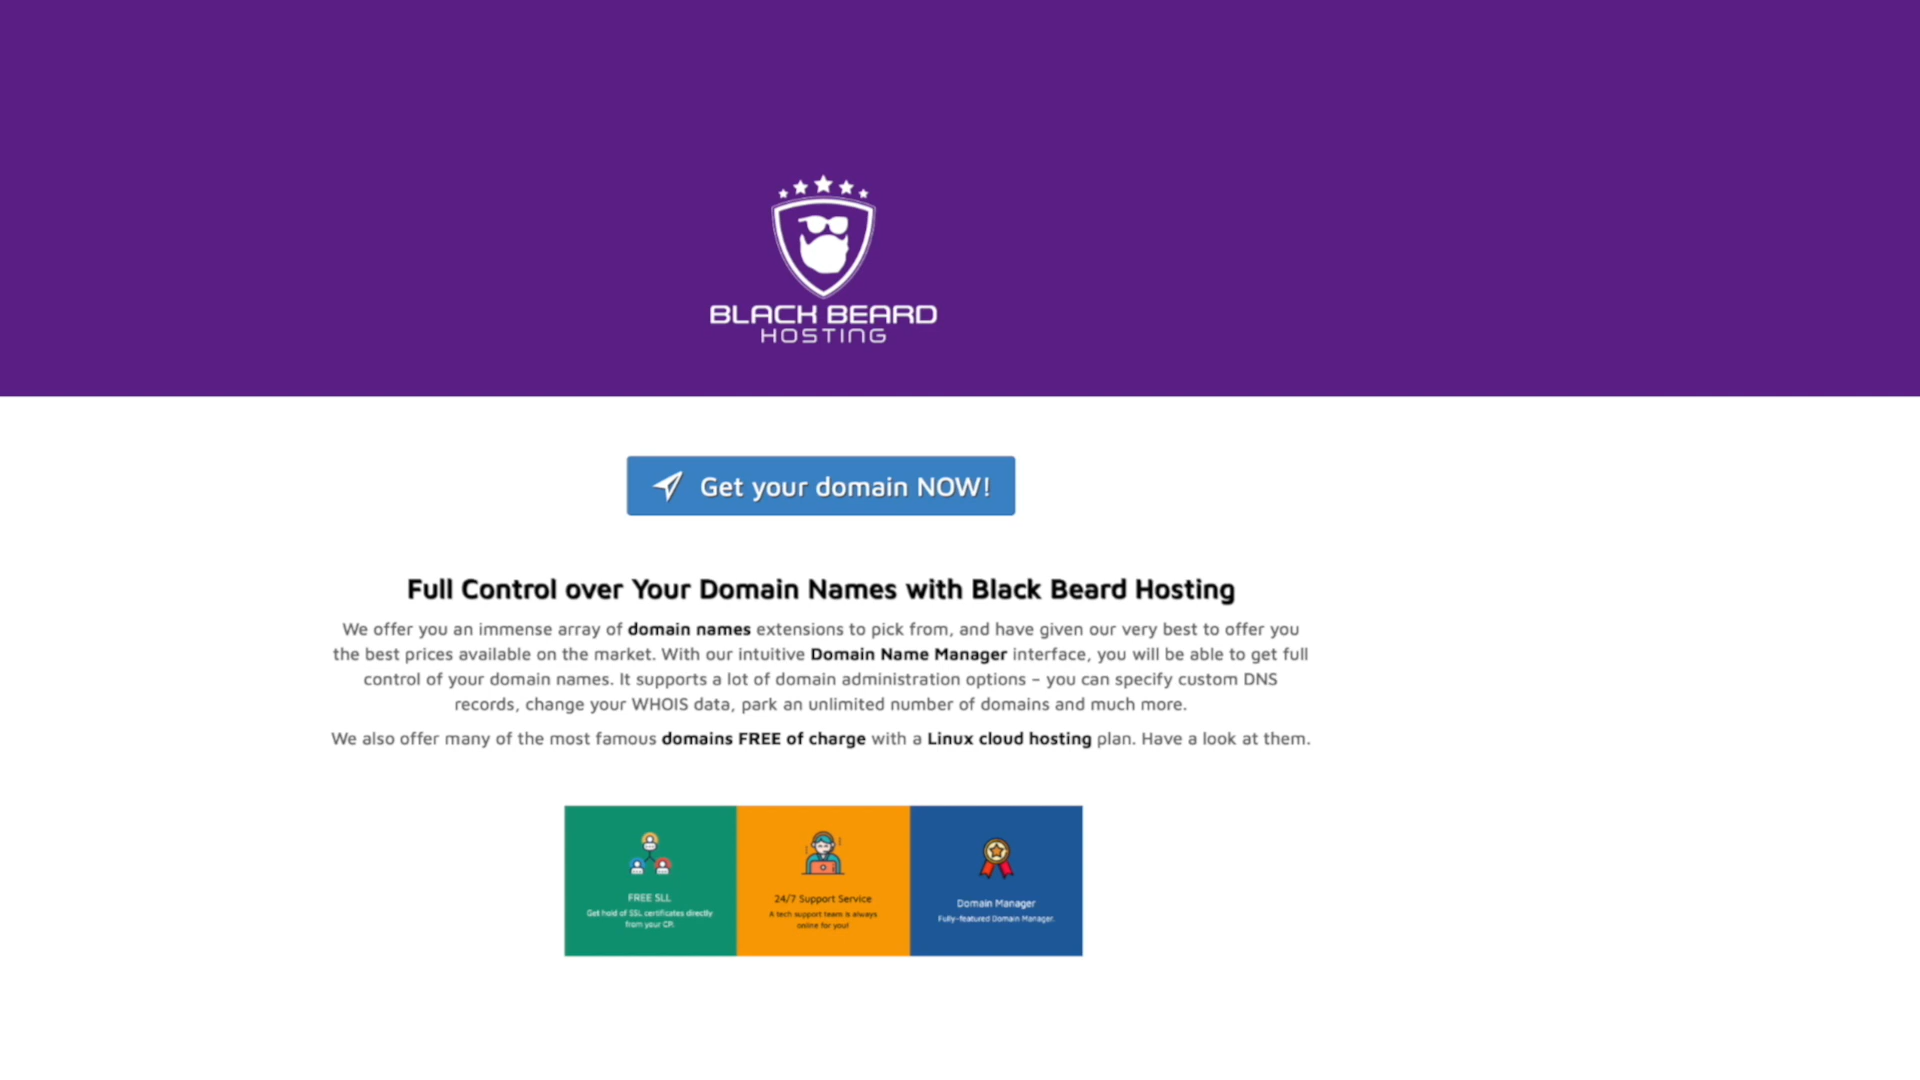 BLACK BEARD
HOSTING
Get your domain NOW!
Full Control over Your Domain Names with Black Beard Hosting
We offer you an immense array of domain names extensions to pick from, and have given our very best to offer you
the best prices available on the market. With our intuitive Domain Name Manager interface, you will be able to get full
control of your domain names. It supports a lot of domain administration options – you can specify custom DNS
records, change your WHOIS data, park an unlimited number of domains and much more.
We also offer many of the most famous domains FREE of charge with a Linux cloud hosting plan. Have a look at them.
FREE SLL
Get hold of SSL certificates directly
from your CP.
24/7 Support Service
A tech support team is always
online for you!
Domain Manager
Fully-featured Domain Manager.